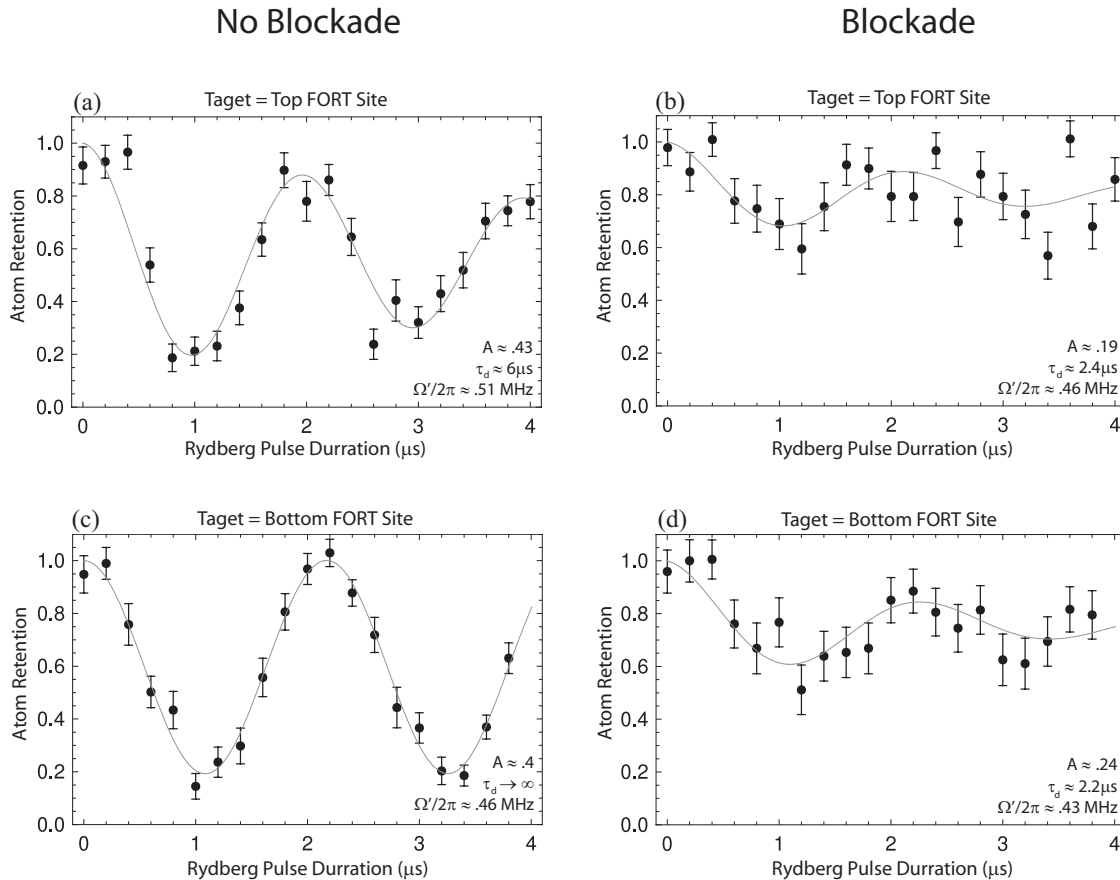 No Blockade
Blockade
(a)
Taget = Top FORT Site
Atom Retention
1.0
0.8
0.6
0.4
0.2
0.0
A ≈ .43
τd ≈ 6μs
Ω'/2π ≈ .51 MHz
0 1 2 3 4
Rydberg Pulse Durration (μs)
(b)
Taget = Top FORT Site
Atom Retention
1.0
0.8
0.6
0.4
0.2
0.0
A ≈ .19
τd ≈ 2.4μs
Ω'/2π ≈ .46 MHz
0 1 2 3 4
Rydberg Pulse Durration (μs)
(c)
Taget = Bottom FORT Site
Atom Retention
1.0
0.8
0.6
0.4
0.2
0.0
A ≈ .4
τd → ∞
Ω'/2π ≈ .46 MHz
0 1 2 3 4
Rydberg Pulse Durration (μs)
(d)
Taget = Bottom FORT Site
Atom Retention
1.0
0.8
0.6
0.4
0.2
0.0
A ≈ .24
τd ≈ 2.2μs
Ω'/2π ≈ .43 MHz
0 1 2 3 4
Rydberg Pulse Durration (μs)